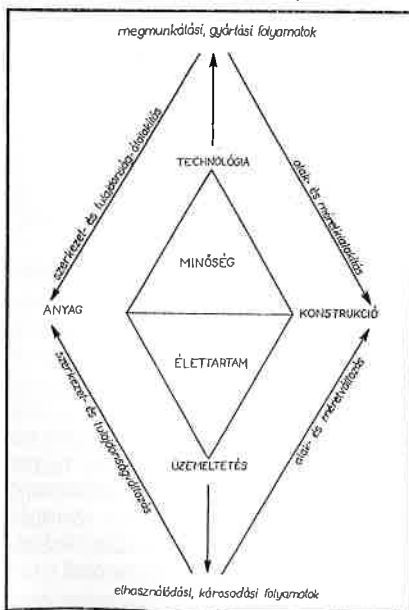 megmunkálási, gyártási folyamatok
szerkezet- és tulajdonság-átalakítás
alak- és méretkialakítás
TECHNOLÓGIA
MINŐSÉG
ANYAG
KONSTRUKCIÓ
ÉLETTARTAM
szerkezet- és tulajdonságváltozás
alak- és méretváltozás
ÜZEMELTETÉS
elhasználódási, károsodási folyamatok